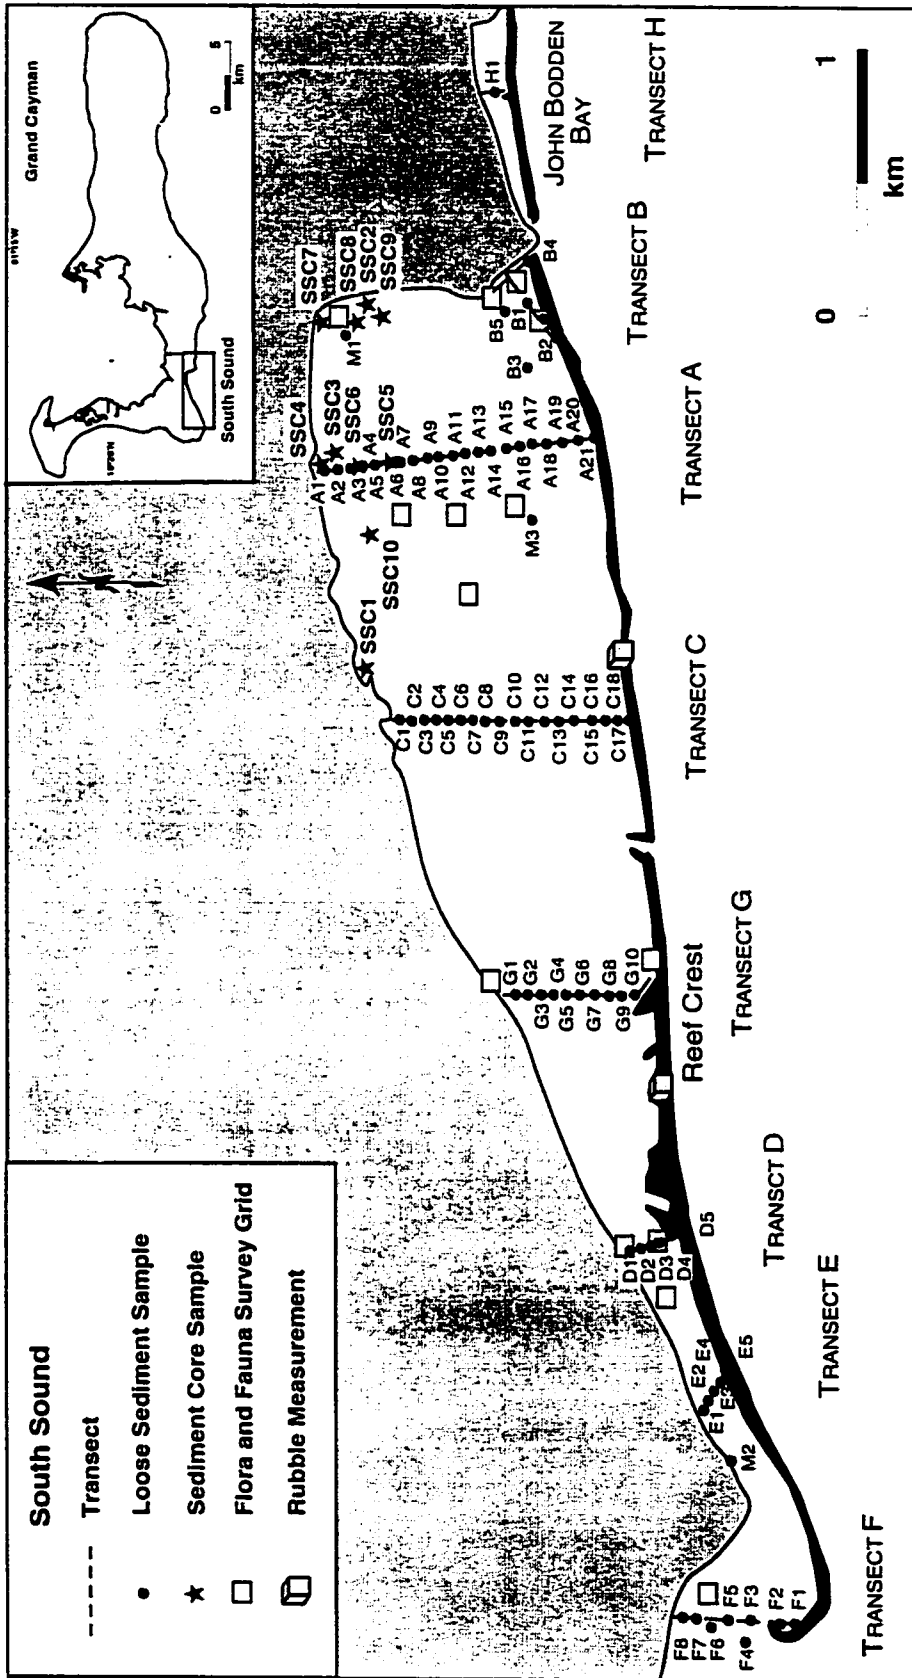 South Sound
Transect
Loose Sediment Sample
Sediment Core Sample
Flora and Fauna Survey Grid
Rubble Measurement
Grand Cayman
South Sound
0 5
km
SSC7
SSC8
SSC2
SSC9
M1
SSC4
SSC3
SSC6
SSC5
SSC10
SSC1
A1
A2
A3
A4
A5
A6
A7
A8
A9
A10
A11
A12
A13
A14
A15
A16
A17
A18
A19
A20
A21
M3
B5
B1
B2
B3
B4
H1
C1
C2
C3
C4
C5
C6
C7
C8
C9
C10
C11
C12
C13
C14
C15
C16
C17
C18
G1
G2
G3
G4
G5
G6
G7
G8
G9
G10
D1
D2
D3
D4
D5
E1
E2
E3
E4
E5
M2
F8
F7
F6
F5
F4
F3
F2
F1
Reef Crest
JOHN BODDEN
BAY
TRANSECT F
TRANSECT E
TRANSCT D
TRANSECT G
TRANSECT C
TRANSECT A
TRANSECT B
TRANSECT H
0 1
km